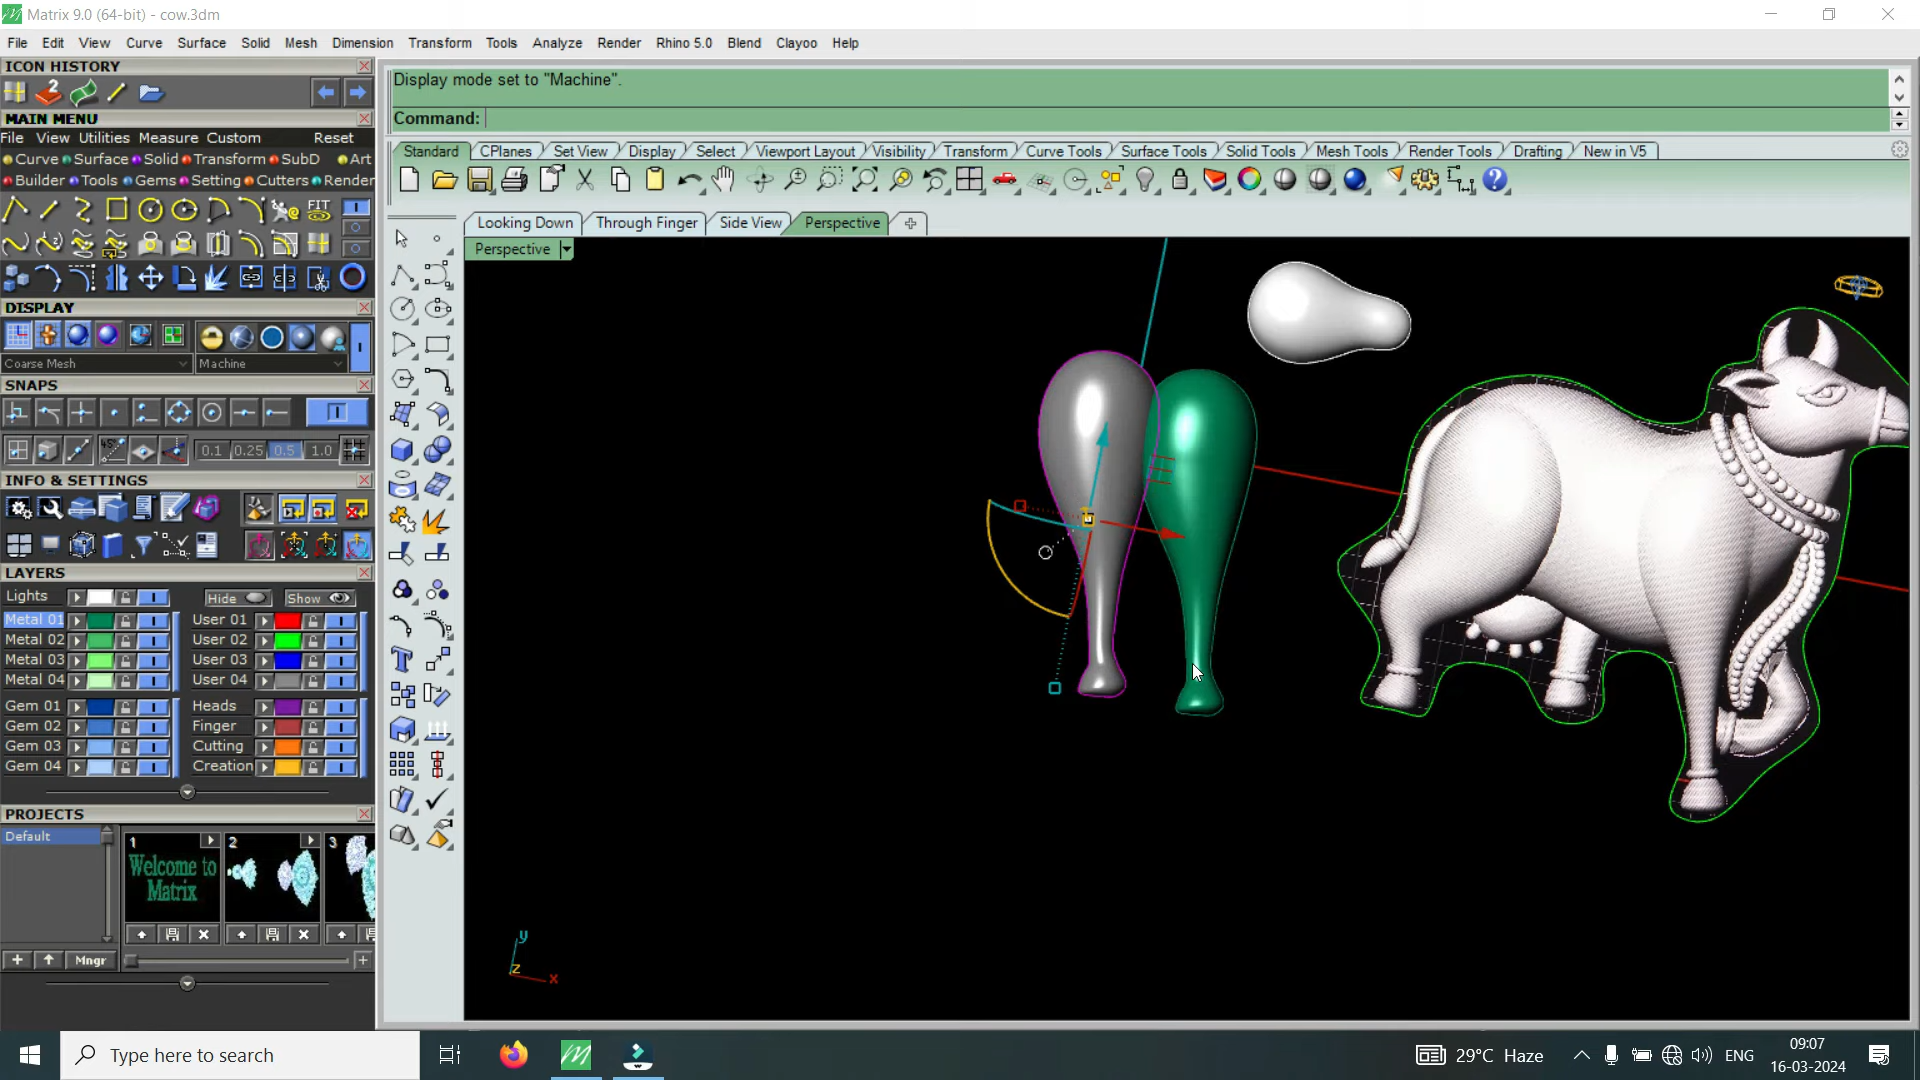 Matrix 9.0 (64-bit) - cow.3dm
File Edit View Curve Surface Solid Mesh Dimension Transform Tools Analyze Render Rhino 5.0 Blend Clayoo Help
ICON HISTORY
2
MAIN MENU
File View Utilities Measure Custom Reset
Curve Surface Solid Transform SubD Art
Builder Tools Gems Setting Cutters Render
FIT
DISPLAY
Coarse Mesh Machine
SNAPS
45°
0.1 0.25 0.5 1.0
INFO & SETTINGS
LAYERS
Lights Hide Show
Metal 01 User 01
Metal 02 User 02
Metal 03 User 03
Metal 04 User 04
Gem 01 Heads
Gem 02 Finger
Gem 03 Cutting
Gem 04 Creation
PROJECTS
Default
1 2 3
Welcome to
Matrix
Mngr
Display mode set to "Machine".
Command:
Standard CPlanes Set View Display Select Viewport Layout Visibility Transform Curve Tools Surface Tools Solid Tools Mesh Tools Render Tools Drafting New in V5
Looking Down Through Finger Side View Perspective
Perspective
y
z x
Type here to search
29°C Haze
ENG
09:07
16-03-2024